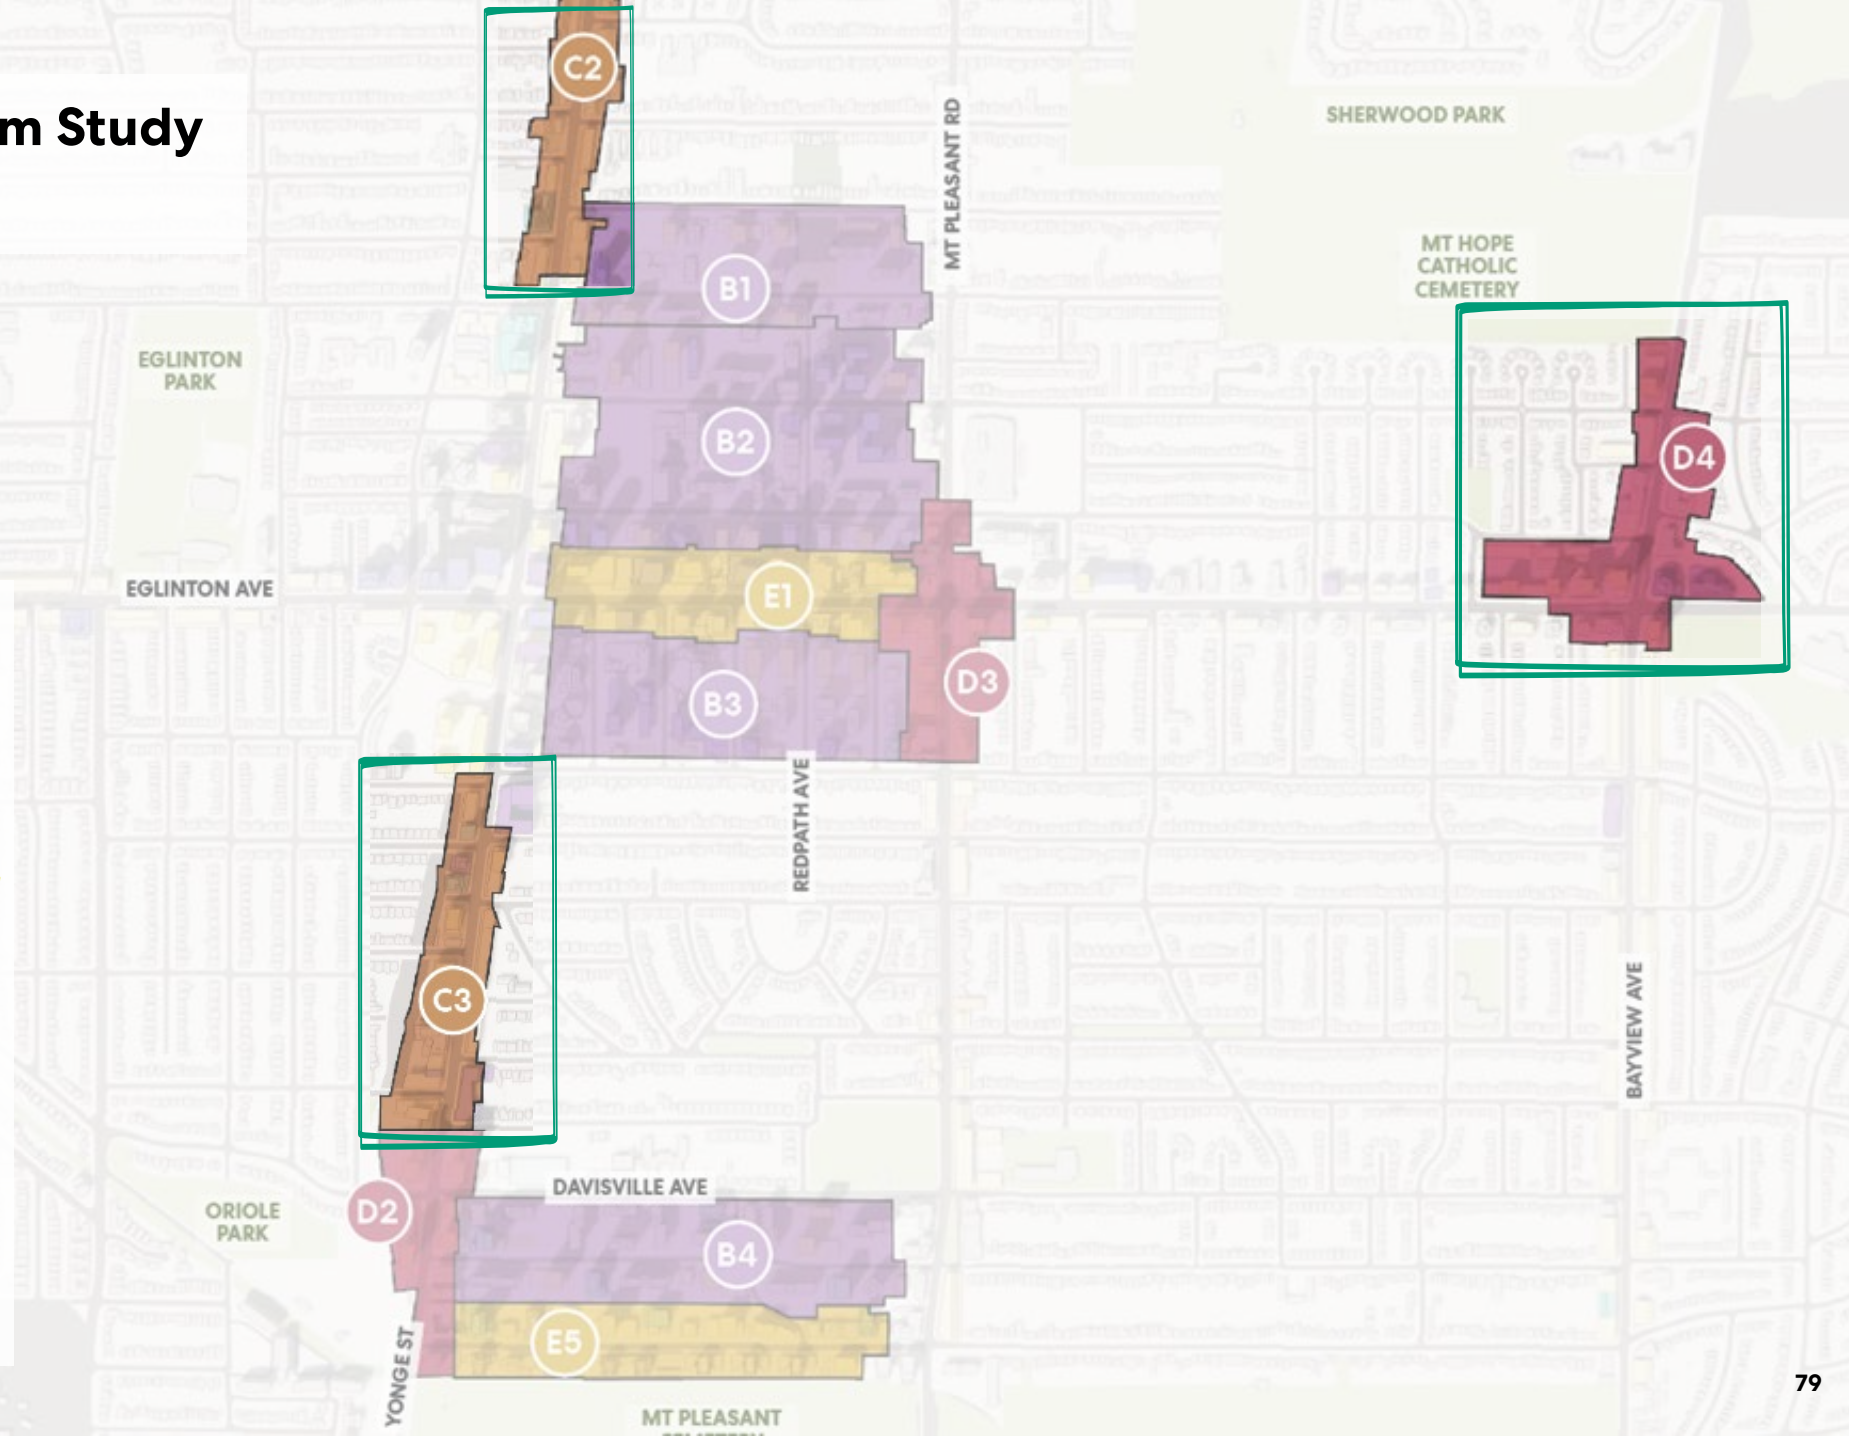 C2
m Study
SHERWOOD PARK
MT PLEASANT RD
MT HOPE
CATHOLIC
CEMETERY
B1
EGLINTON
PARK
B2
D4
EGLINTON AVE
E1
D3
B3
REDPATH AVE
C3
BAYVIEW AVE
DAVISVILLE AVE
ORIOLE
PARK
D2
B4
E5
YONGE ST
79
MT PLEASANT
CEMETERY